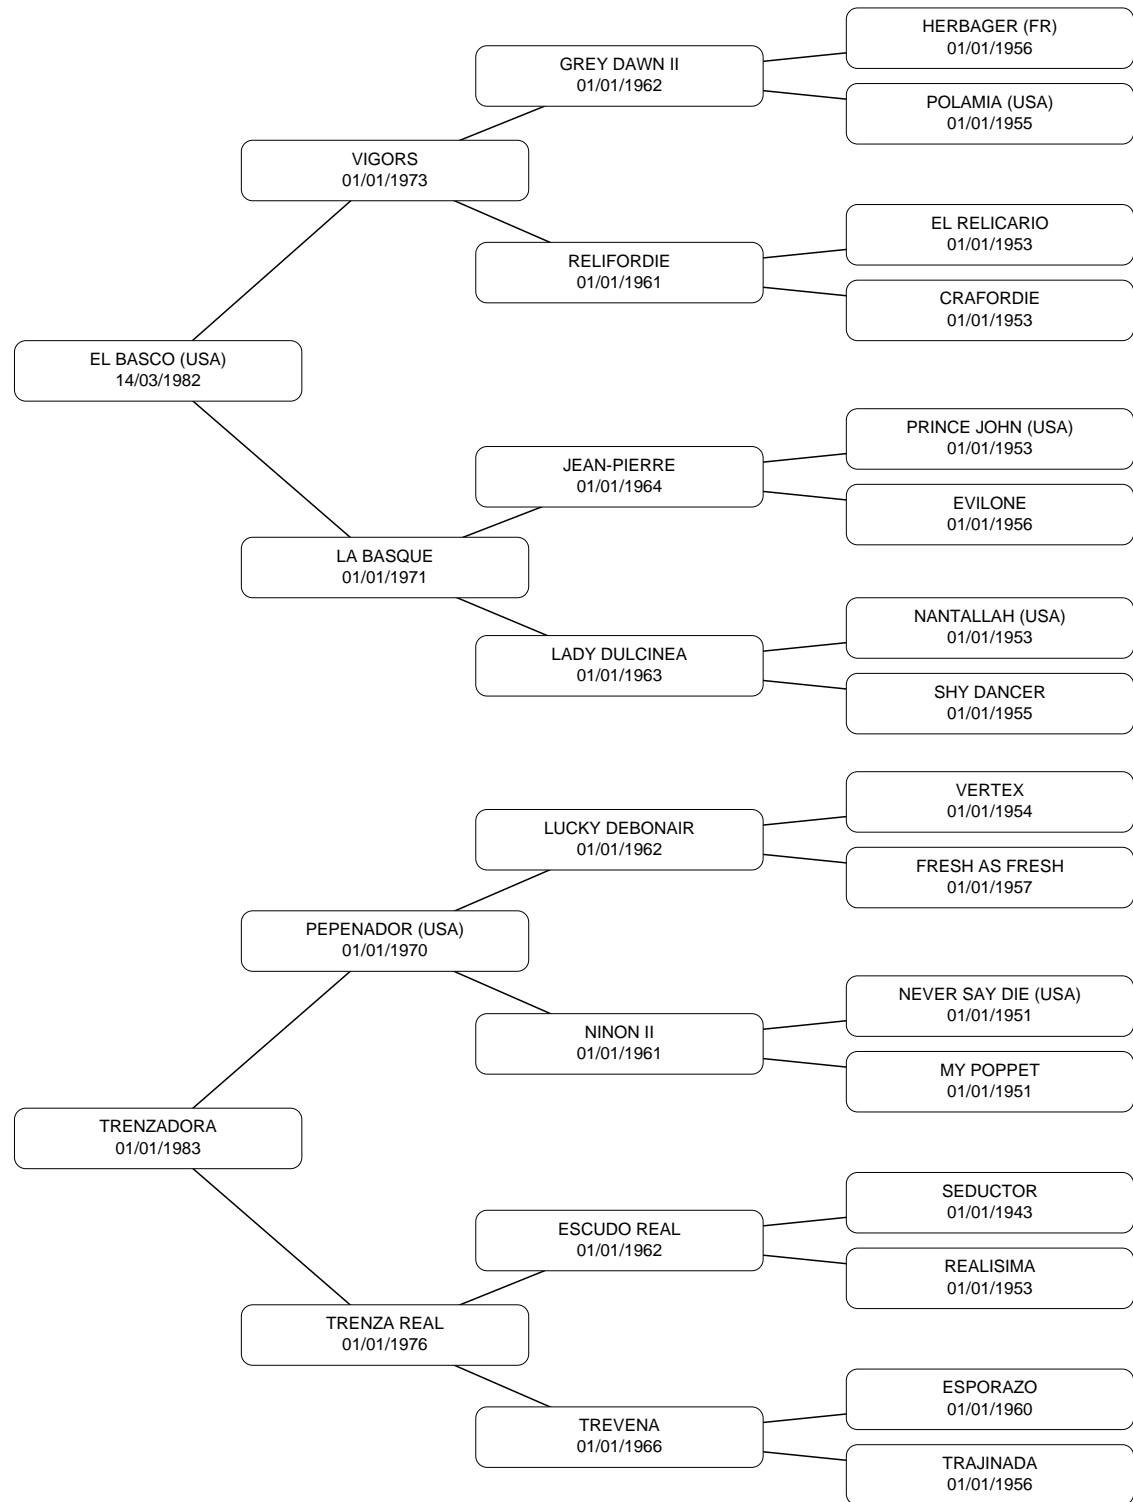 HERBAGER (FR)
01/01/1956
GREY DAWN II
01/01/1962
POLAMIA (USA)
01/01/1955
VIGORS
01/01/1973
EL RELICARIO
01/01/1953
RELIFORDIE
01/01/1961
CRAFORDIE
01/01/1953
EL BASCO (USA)
14/03/1982
PRINCE JOHN (USA)
01/01/1953
JEAN-PIERRE
01/01/1964
EVILONE
01/01/1956
LA BASQUE
01/01/1971
NANTALLAH (USA)
01/01/1953
LADY DULCINEA
01/01/1963
SHY DANCER
01/01/1955
VERTEX
01/01/1954
LUCKY DEBONAIR
01/01/1962
FRESH AS FRESH
01/01/1957
PEPENADOR (USA)
01/01/1970
NEVER SAY DIE (USA)
01/01/1951
NINON II
01/01/1961
MY POPPET
01/01/1951
TRENZADORA
01/01/1983
SEDUCTOR
01/01/1943
ESCUDO REAL
01/01/1962
REALISIMA
01/01/1953
TRENZA REAL
01/01/1976
ESPORAZO
01/01/1960
TREVENA
01/01/1966
TRAJINADA
01/01/1956